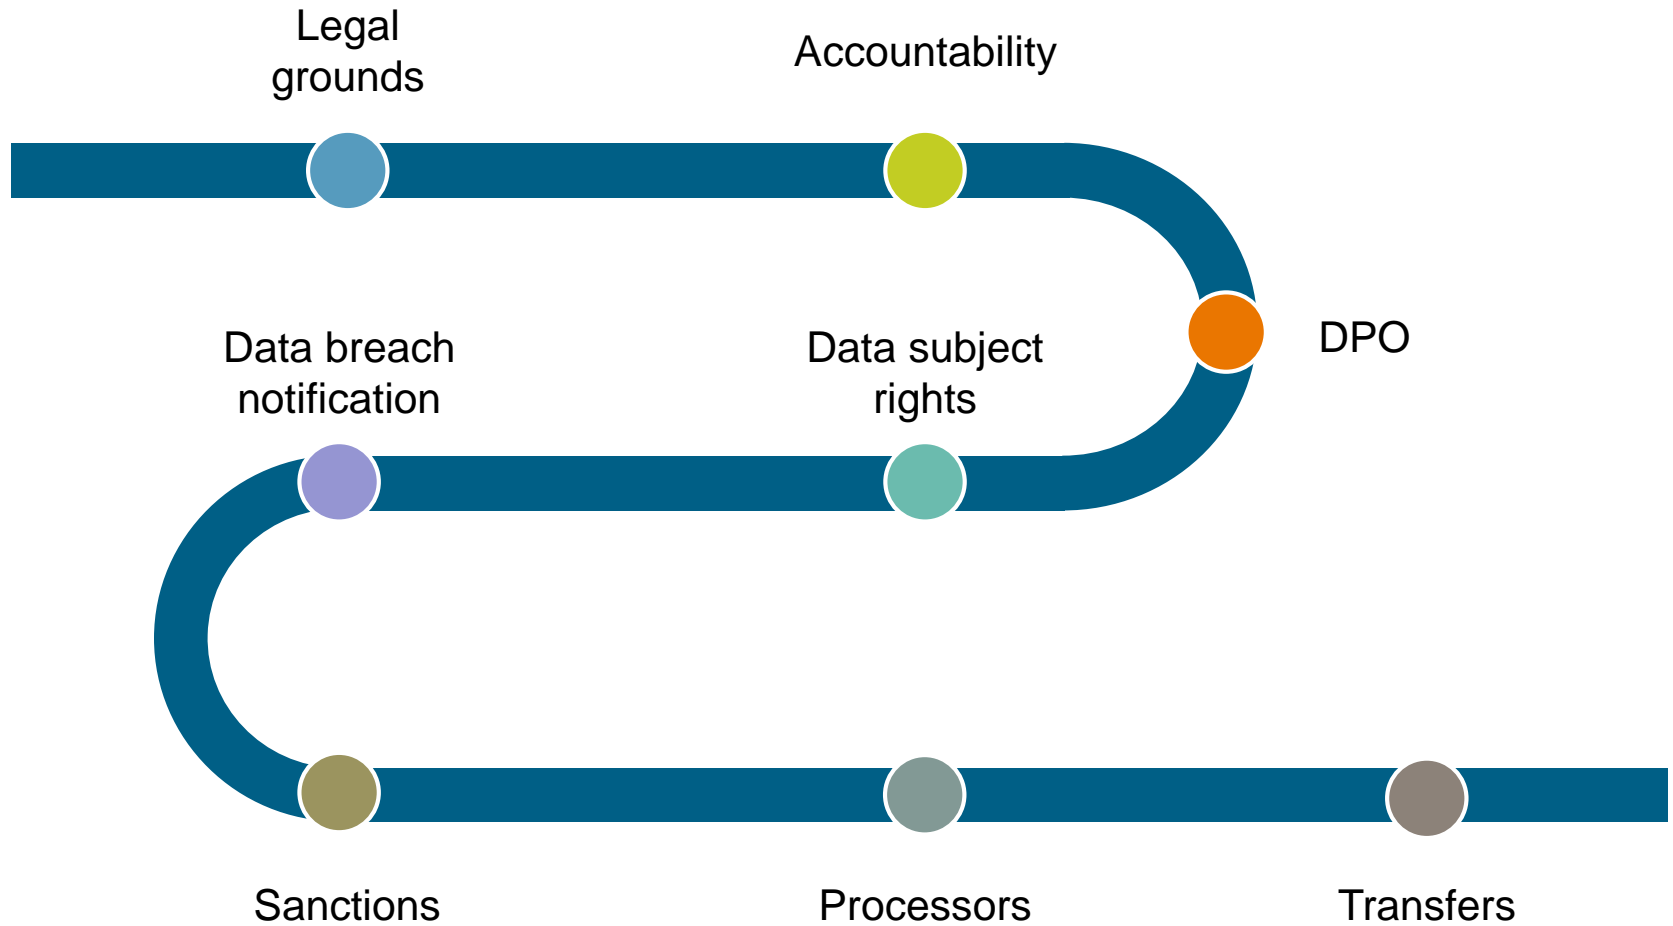 Legal
grounds
Accountability
DPO
Data breach
notification
Data subject
rights
Sanctions
Processors
Transfers